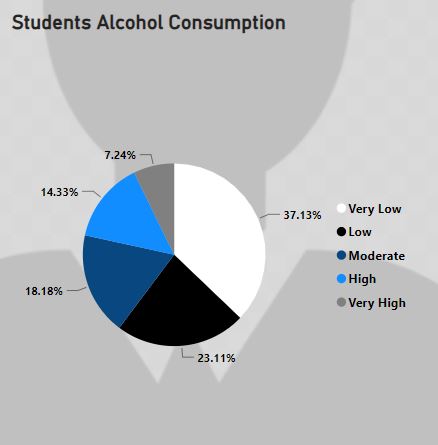 Students Alcohol Consumption
7.24%
14.33%
37.13%
18.18%
23.11%
Very Low
Low
Moderate
High
Very High